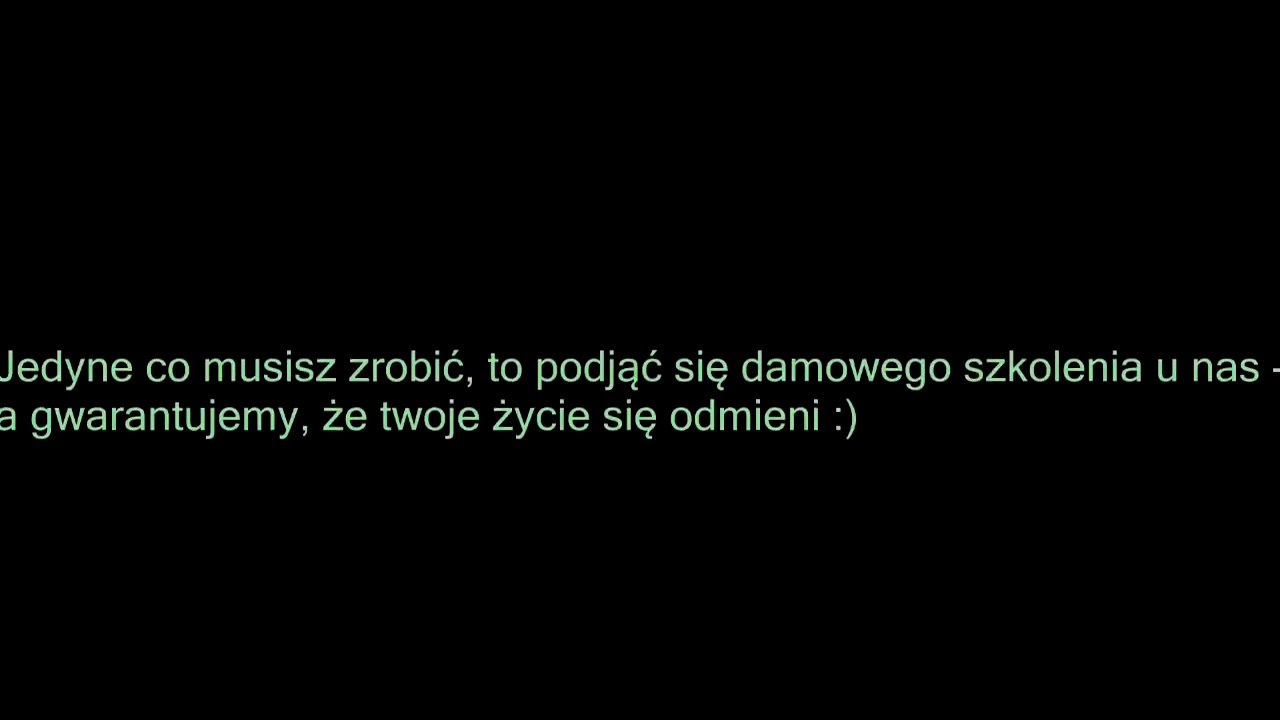 Jedyne co musisz zrobić, to podjąć się damowego szkolenia u nas -
a gwarantujemy, że twoje życie się odmieni :)